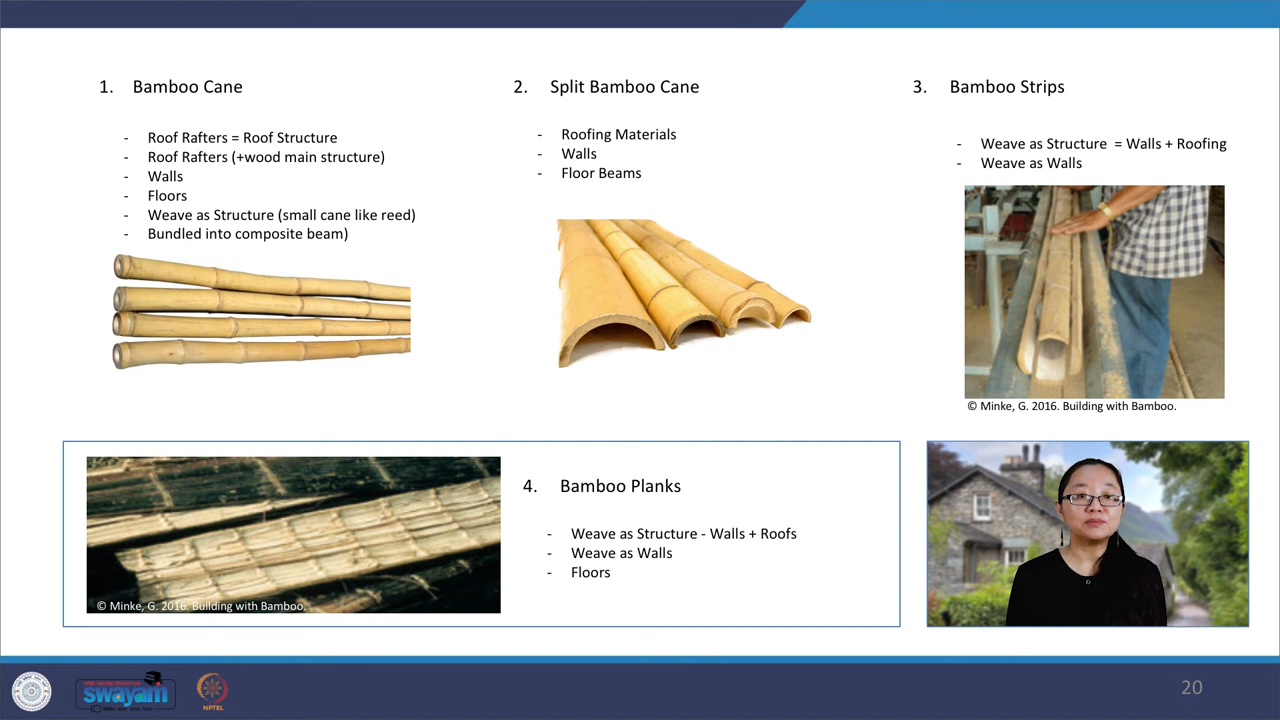 1. Bamboo Cane
- Roof Rafters = Roof Structure
- Roof Rafters (+wood main structure)
- Walls
- Floors
- Weave as Structure (small cane like reed)
- Bundled into composite beam)
2. Split Bamboo Cane
- Roofing Materials
- Walls
- Floor Beams
3. Bamboo Strips
- Weave as Structure = Walls + Roofing
- Weave as Walls
© Minke, G. 2016. Building with Bamboo.
4. Bamboo Planks
- Weave as Structure - Walls + Roofs
- Weave as Walls
- Floors
© Minke, G. 2016. Building with Bamboo.
swayam
NPTEL
20